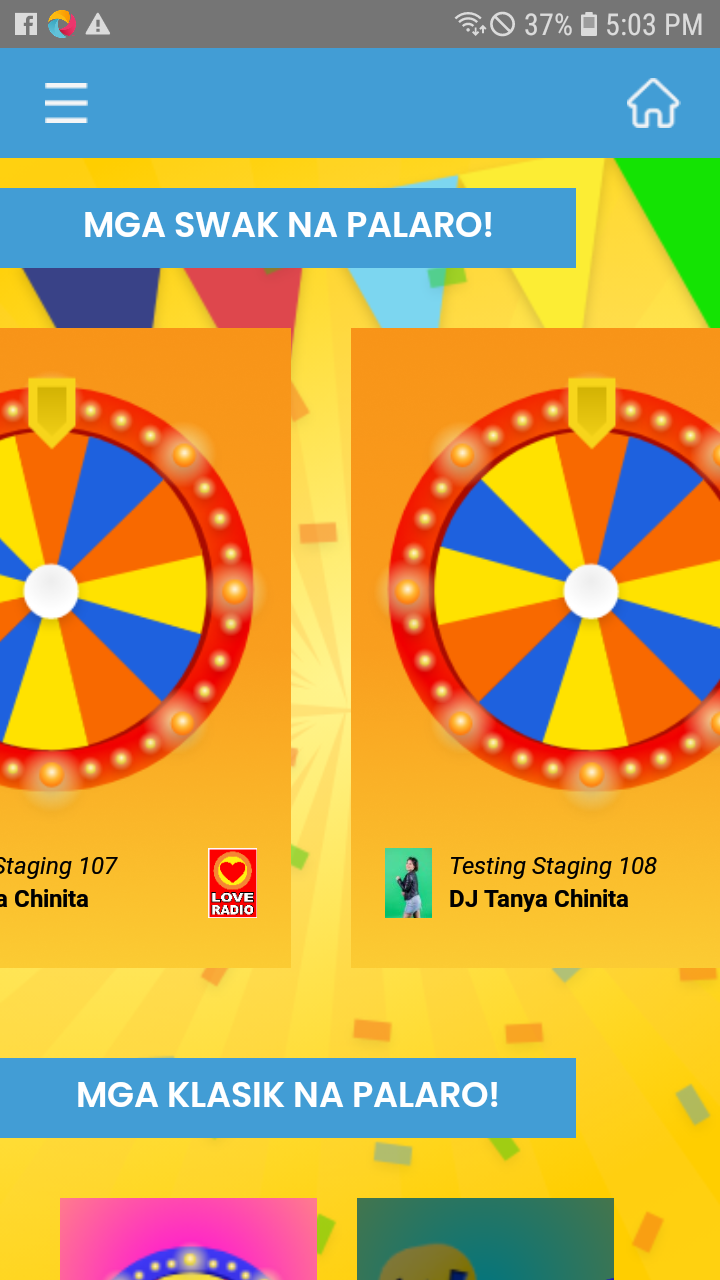 37% 5:03 PM
MGA SWAK NA PALARO!
Staging 107
a Chinita
LOVE
RADIO
Testing Staging 108
DJ Tanya Chinita
MGA KLASIK NA PALARO!